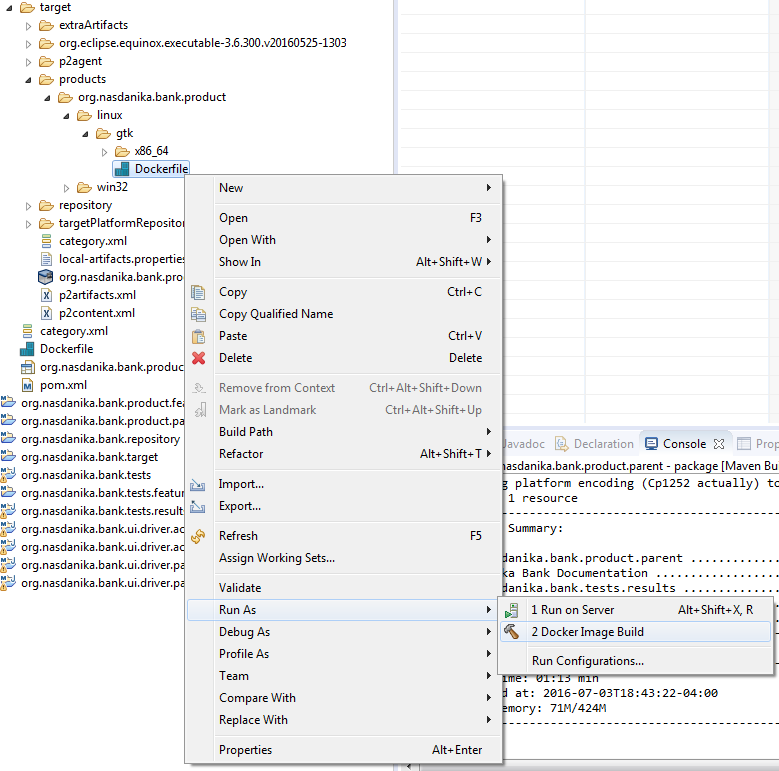 target
extraArtifacts
org.eclipse.equinox.executable-3.6.300.v20160525-1303
p2agent
products
org.nasdanika.bank.product
linux
gtk
x86_64
Dockerfile
win32
repository
targetPlatformRepositor
category.xml
local-artifacts.properties
org.nasdanika.bank.pro
p2artifacts.xml
p2content.xml
category.xml
Dockerfile
org.nasdanika.bank.produc
pom.xml
org.nasdanika.bank.product.fea
org.nasdanika.bank.product.pa
org.nasdanika.bank.repository
org.nasdanika.bank.target
org.nasdanika.bank.tests
org.nasdanika.bank.tests.featur
org.nasdanika.bank.tests.result
org.nasdanika.bank.ui.driver.ac
org.nasdanika.bank.ui.driver.ac
org.nasdanika.bank.ui.driver.pa
org.nasdanika.bank.ui.driver.pa
New
Open F3
Open With
Show In Alt+Shift+W
Copy Ctrl+C
Copy Qualified Name
Paste Ctrl+V
Delete Delete
Remove from Context Ctrl+Alt+Shift+Down
Mark as Landmark Ctrl+Alt+Shift+Up
Build Path
Refactor Alt+Shift+T
Import...
Export...
Refresh F5
Assign Working Sets...
Validate
Run As
Debug As
Profile As
Team
Compare With
Replace With
Properties Alt+Enter
1 Run on Server Alt+Shift+X, R
2 Docker Image Build
Run Configurations...
Javadoc Declaration Console Prop
nasdanika.bank.product.parent - package [Maven Bu
g platform encoding (Cp1252 actually) to
1 resource
------------------------------------
Summary:
danika.bank.product.parent ............
ka Bank Documentation ................
danika.bank.tests.results .............
ime: 01:13 min
d at: 2016-07-03T18:43:22-04:00
emory: 71M/424M
------------------------------------